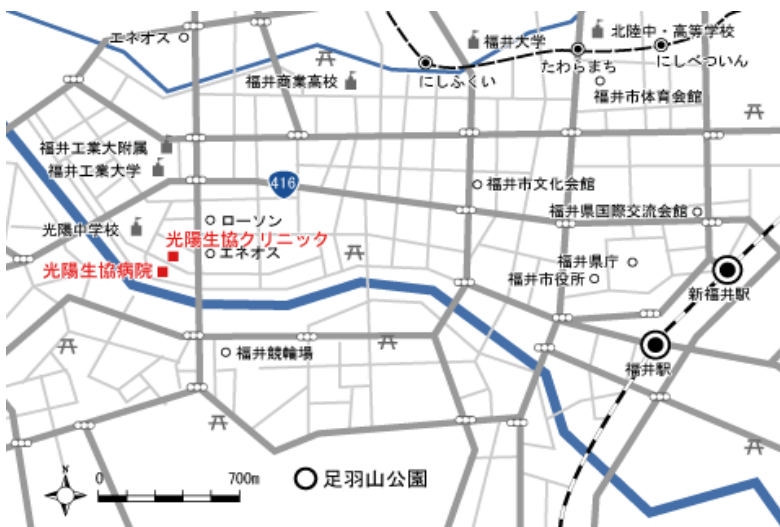 エネオス
福井大学
北陸中・高等学校
福井商業高校
にしふくい
たわらまち
にしべついん
福井市体育会館
福井工業大附属
福井工業大学
416
福井市文化会館
ローソン
福井県国際交流会館
光陽中学校
光陽生協クリニック
エネオス
光陽生協病院
福井県庁
福井市役所
新福井駅
福井競輪場
福井駅
N
0
700m
足羽山公園